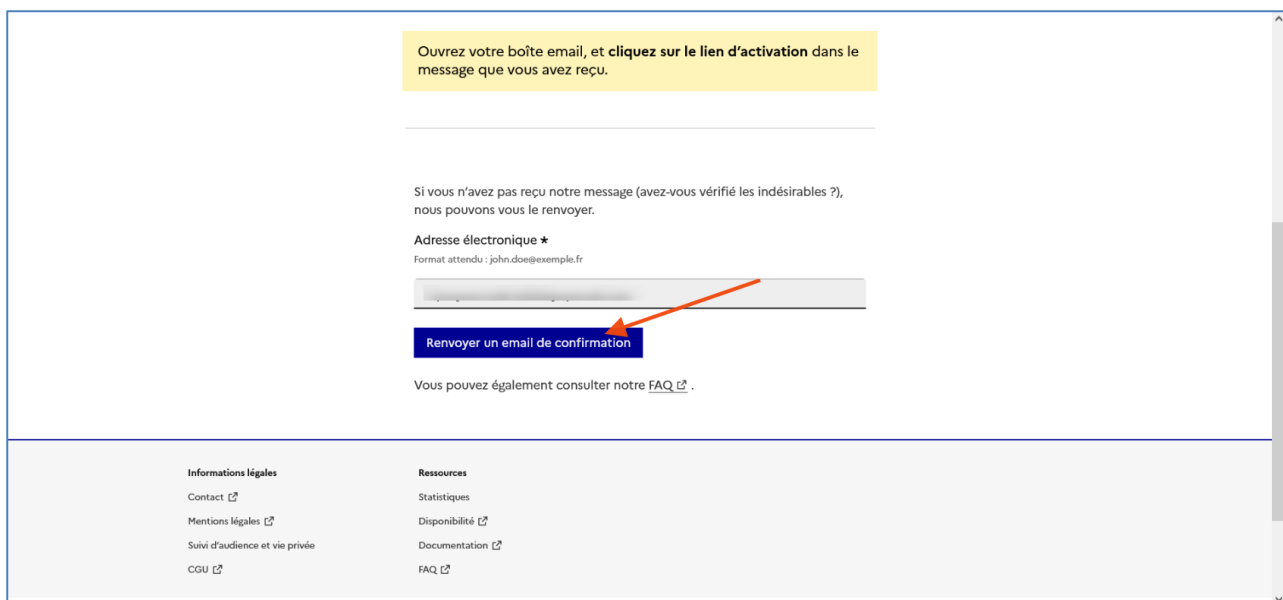 Ouvrez votre boîte email, et cliquez sur le lien d'activation dans le
message que vous avez reçu.
Si vous n'avez pas reçu notre message (avez-vous vérifié les indésirables ?),
nous pouvons vous le renvoyer.
Adresse électronique *
Format attendu : john.doe@exemple.fr
Renvoyer un email de confirmation
Vous pouvez également consulter notre FAQ .
Informations légales
Contact
Mentions légales
Suivi d'audience et vie privée
CGU
Ressources
Statistiques
Disponibilité
Documentation
FAQ